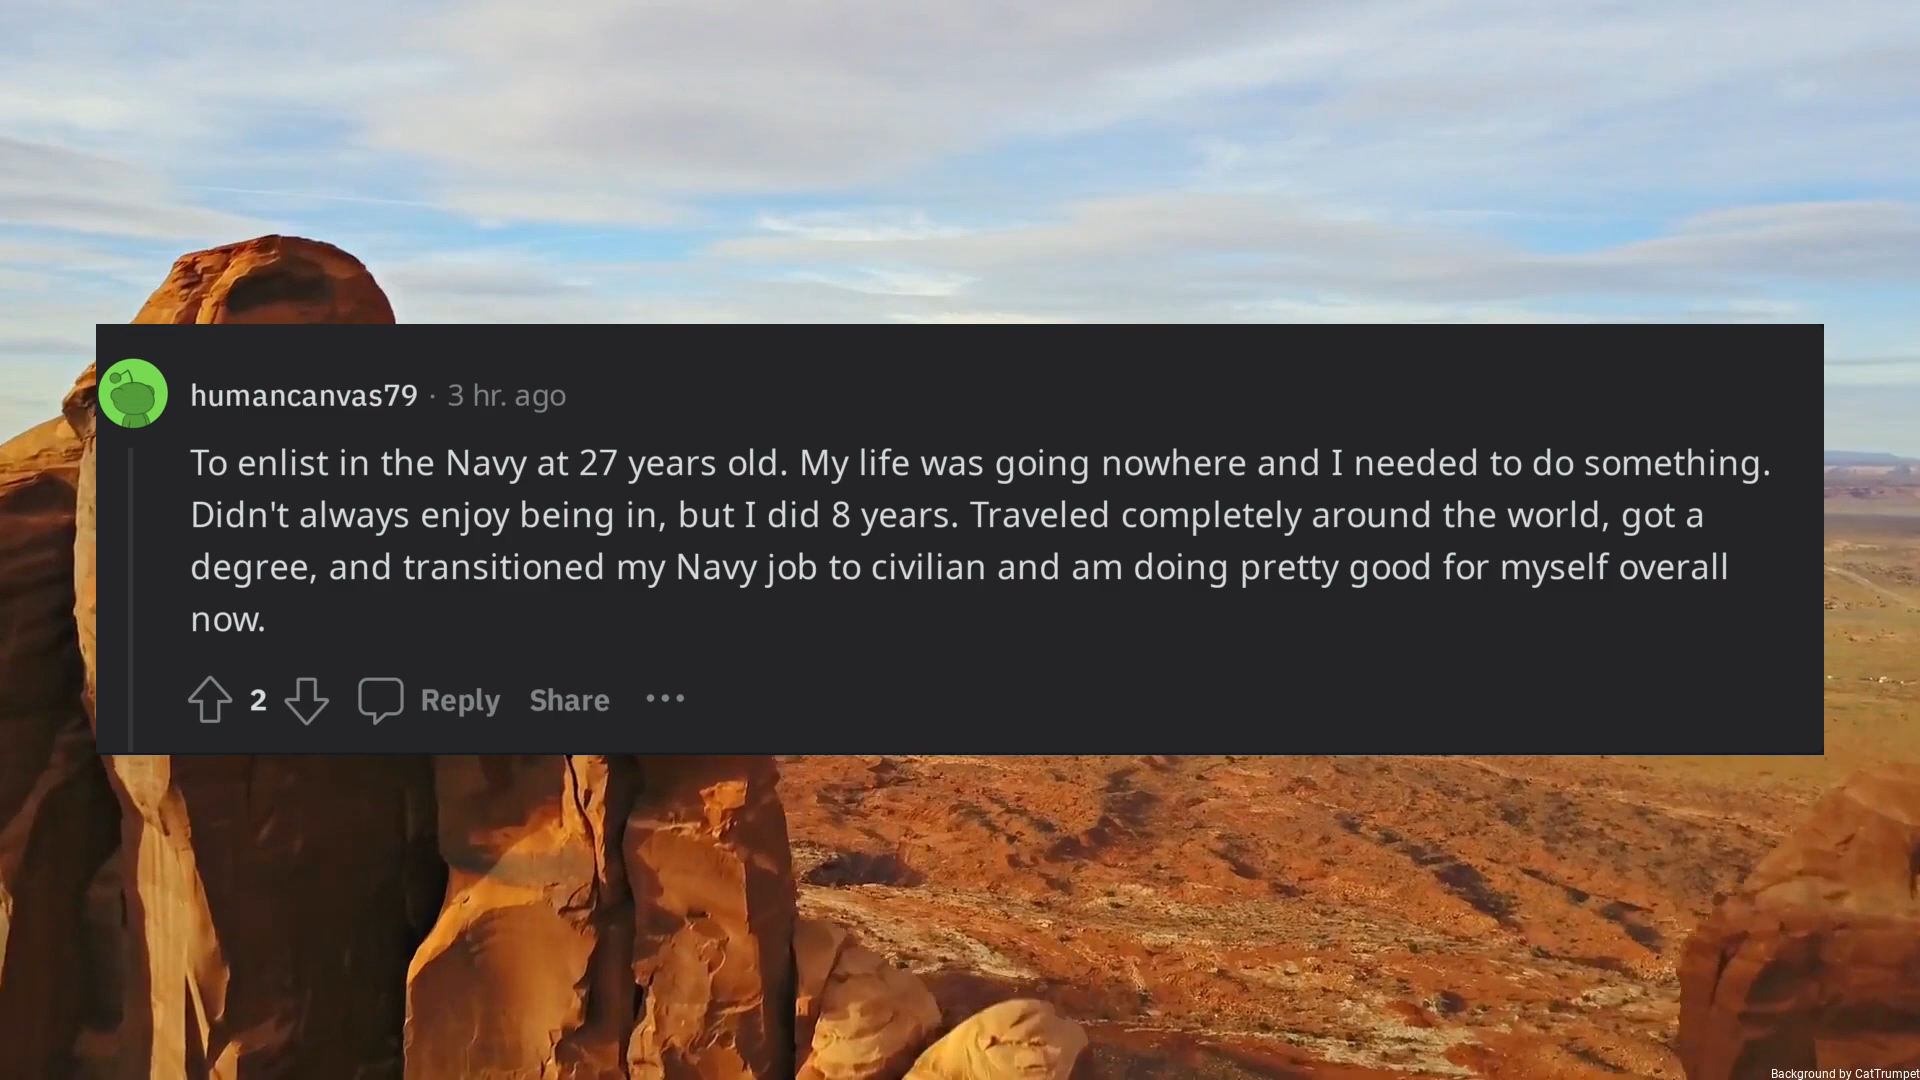 humancanvas79 · 3 hr. ago
To enlist in the Navy at 27 years old. My life was going nowhere and I needed to do something.
Didn't always enjoy being in, but I did 8 years. Traveled completely around the world, got a
degree, and transitioned my Navy job to civilian and am doing pretty good for myself overall
now.
2 Reply Share ···
Background by CatTrumpet